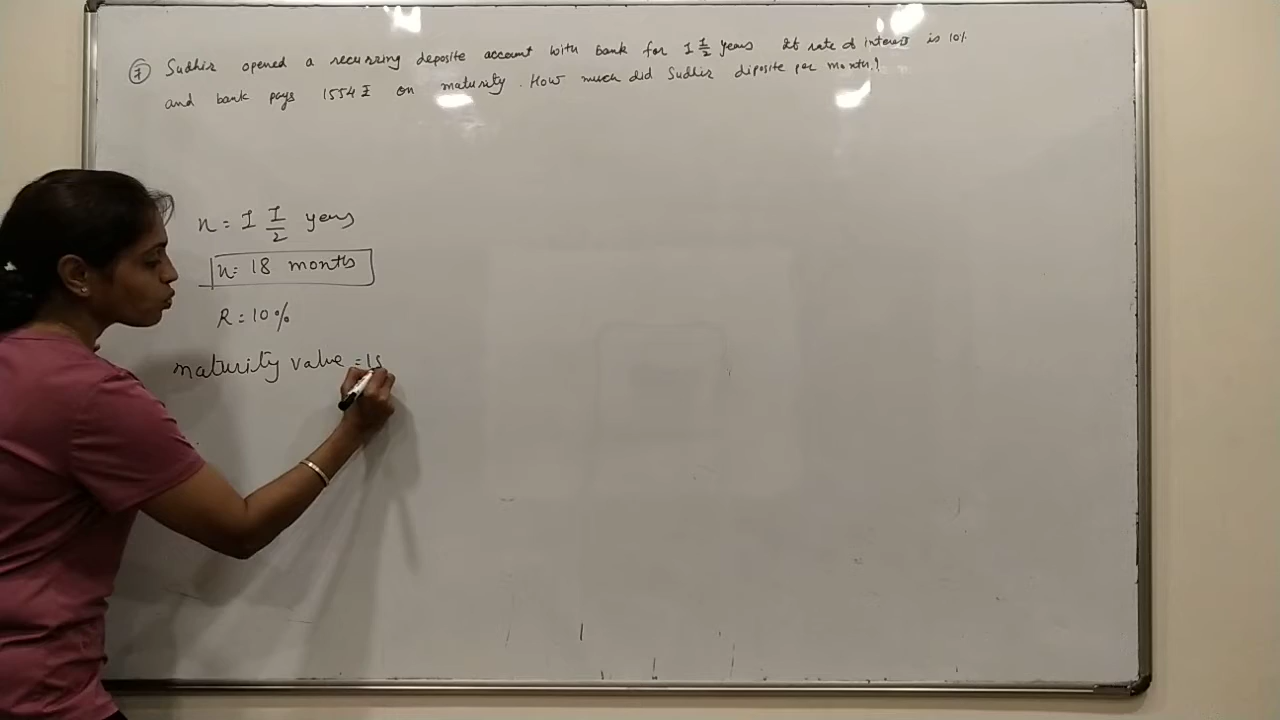 7 Sudhir opened a recurring deposite account with bank for 1 1/2 years If rate of interest is 10%
and bank pays 1554 ₹ on maturity. How much did Sudhir diposite per month.?
n = 1 1/2 years
n = 18 months
R = 10%
maturity value = 15